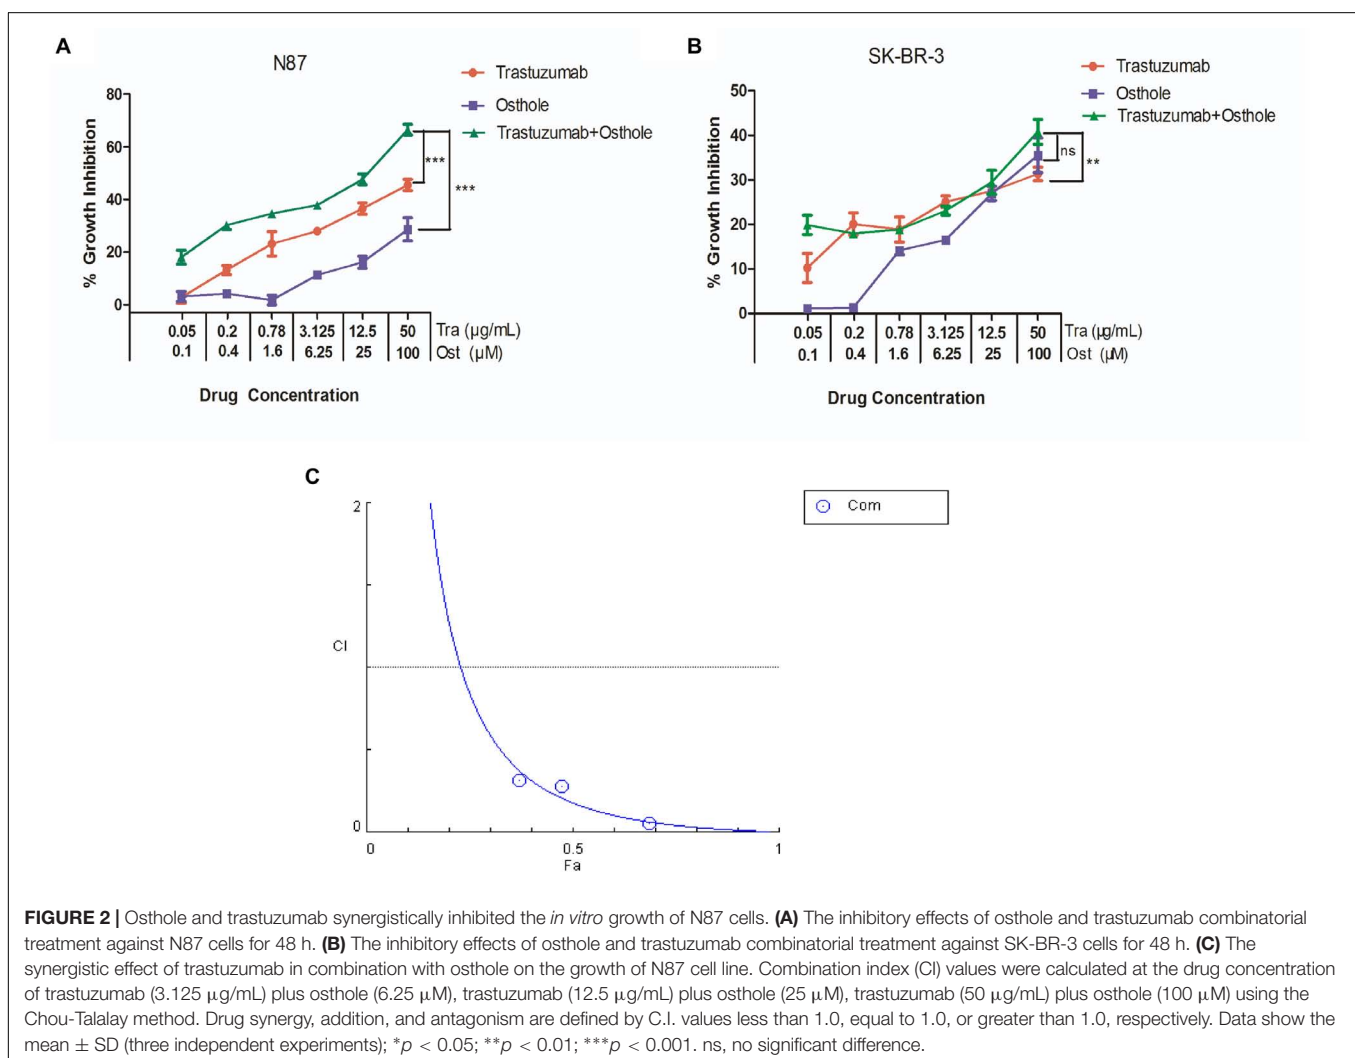 A
N87
Trastuzumab
Osthole
Trastuzumab+Osthole
% Growth Inhibition
80
60
40
20
0
***
***
0.05 0.2 0.78 3.125 12.5 50 Tra (µg/mL)
0.1 0.4 1.6 6.25 25 100 Ost (µM)
Drug Concentration
B
SK-BR-3
Trastuzumab
Osthole
Trastuzumab+Osthole
% Growth Inhibition
50
40
30
20
10
0
ns
**
0.05 0.2 0.78 3.125 12.5 50 Tra (µg/mL)
0.1 0.4 1.6 6.25 25 100 Ost (µM)
Drug Concentration
C
2
CI
0
0 0.5 1
Fa
Com
FIGURE 2 | Osthole and trastuzumab synergistically inhibited the in vitro growth of N87 cells. (A) The inhibitory effects of osthole and trastuzumab combinatorial
treatment against N87 cells for 48 h. (B) The inhibitory effects of osthole and trastuzumab combinatorial treatment against SK-BR-3 cells for 48 h. (C) The
synergistic effect of trastuzumab in combination with osthole on the growth of N87 cell line. Combination index (CI) values were calculated at the drug concentration
of trastuzumab (3.125 µg/mL) plus osthole (6.25 µM), trastuzumab (12.5 µg/mL) plus osthole (25 µM), trastuzumab (50 µg/mL) plus osthole (100 µM) using the
Chou-Talalay method. Drug synergy, addition, and antagonism are defined by C.I. values less than 1.0, equal to 1.0, or greater than 1.0, respectively. Data show the
mean ± SD (three independent experiments); *p < 0.05; **p < 0.01; ***p < 0.001. ns, no significant difference.